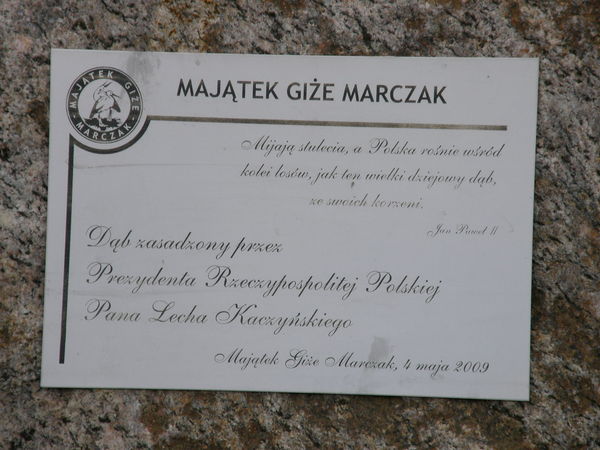 MAJĄTEK GIŻE
MARCZAK
MAJĄTEK GIŻE MARCZAK
Mijają stulecia, a Polska rośnie wśród
kolei losów, jak ten wielki dziejowy dąb,
ze swoich korzeni.
Jan Paweł II
Dąb zasadzony przez
Prezydenta Rzeczypospolitej Polskiej
Pana Lecha Kaczyńskiego
Majątek Giże Marczak, 4 maja 2009